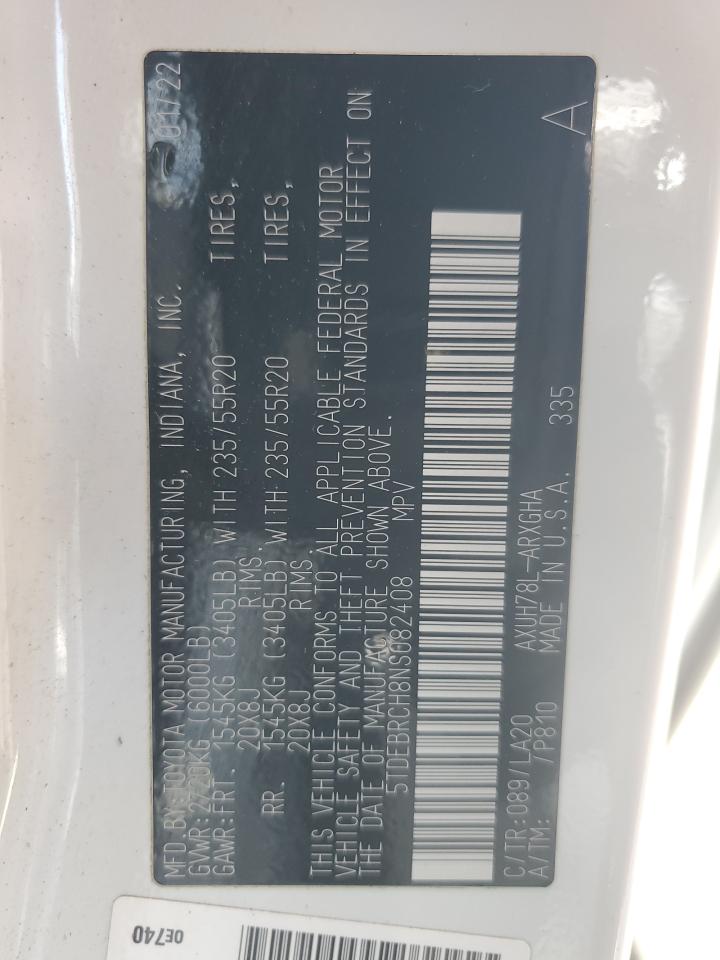 MFD.BY:TOYOTA MOTOR MANUFACTURING, INDIANA, INC. 01/22
GVWR:2720KG (6000LB)
GAWR:FRT. 1545KG (3405LB) WITH 235/55R20 TIRES,
20X8J RIMS.
RR. 1545KG (3405LB) WITH 235/55R20 TIRES,
20X8J RIMS.
THIS VEHICLE CONFORMS TO ALL APPLICABLE FEDERAL MOTOR
VEHICLE SAFETY AND THEFT PREVENTION STANDARDS IN EFFECT ON
THE DATE OF MANUFACTURE SHOWN ABOVE.
5TDEBRCH8NS082408 MPV
C/TR:089/LA20 AXUH78L-ARXGHA
A/TM: /P810 MADE IN U.S.A. 335 A
0E740